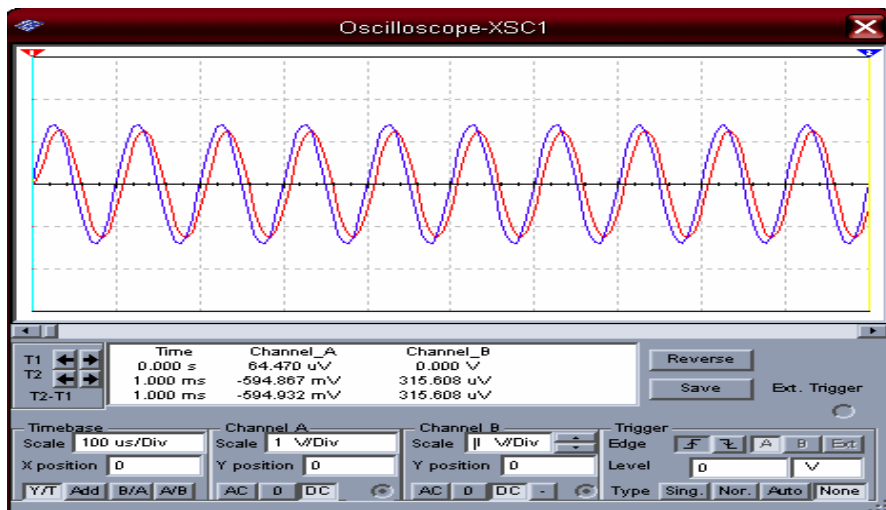 Oscilloscope-XSC1
1 2
T1
T2
T2-T1
Time Channel_A Channel_B
0.000 s 64.470 uV 0.000 V
1.000 ms -594.867 mV 315.608 uV
1.000 ms -594.932 mV 315.608 uV
Reverse
Save
Ext. Trigger
Timebase
Scale 100 us/Div
X position 0
Y/T Add B/A A/B
Channel A
Scale 1 V/Div
Y position 0
AC 0 DC
Channel B
Scale V/Div
Y position 0
AC 0 DC -
Trigger
Edge A B Ext
Level 0 V
Type Sing. Nor. Auto None